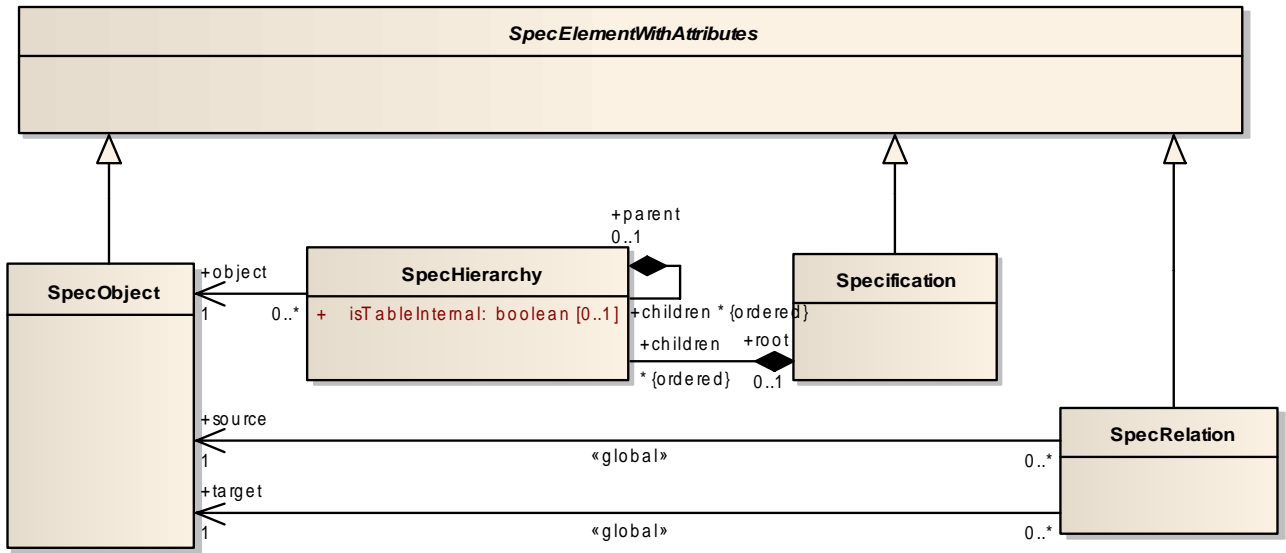 SpecElementWithAttributes
+parent
0..1
SpecObject
+object
1
0..*
SpecHierarchy
+ isTableInternal: boolean [0..1]
+children * {ordered}
+children
* {ordered}
+root
0..1
Specification
+source
1
«global»
0..*
SpecRelation
+target
1
«global»
0..*